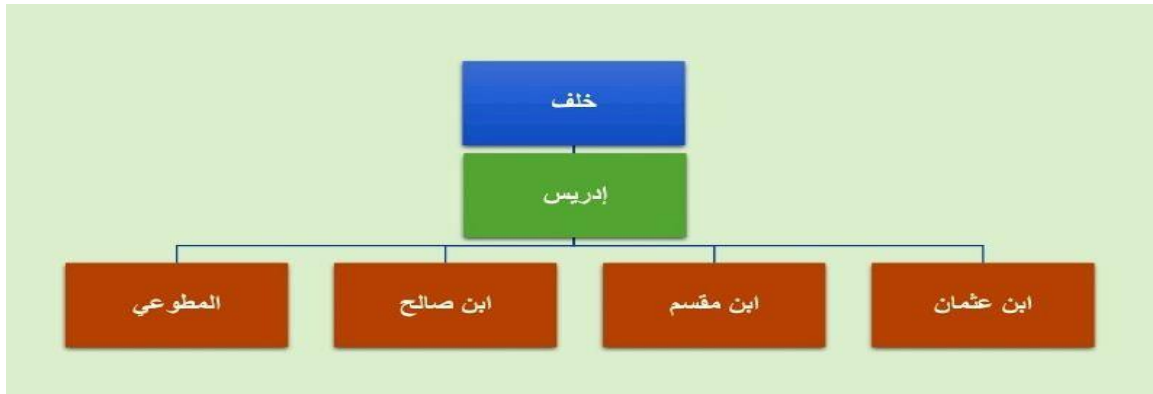 خلف
إدريس
ابن عثمان
ابن مقسم
ابن صالح
المطوعي